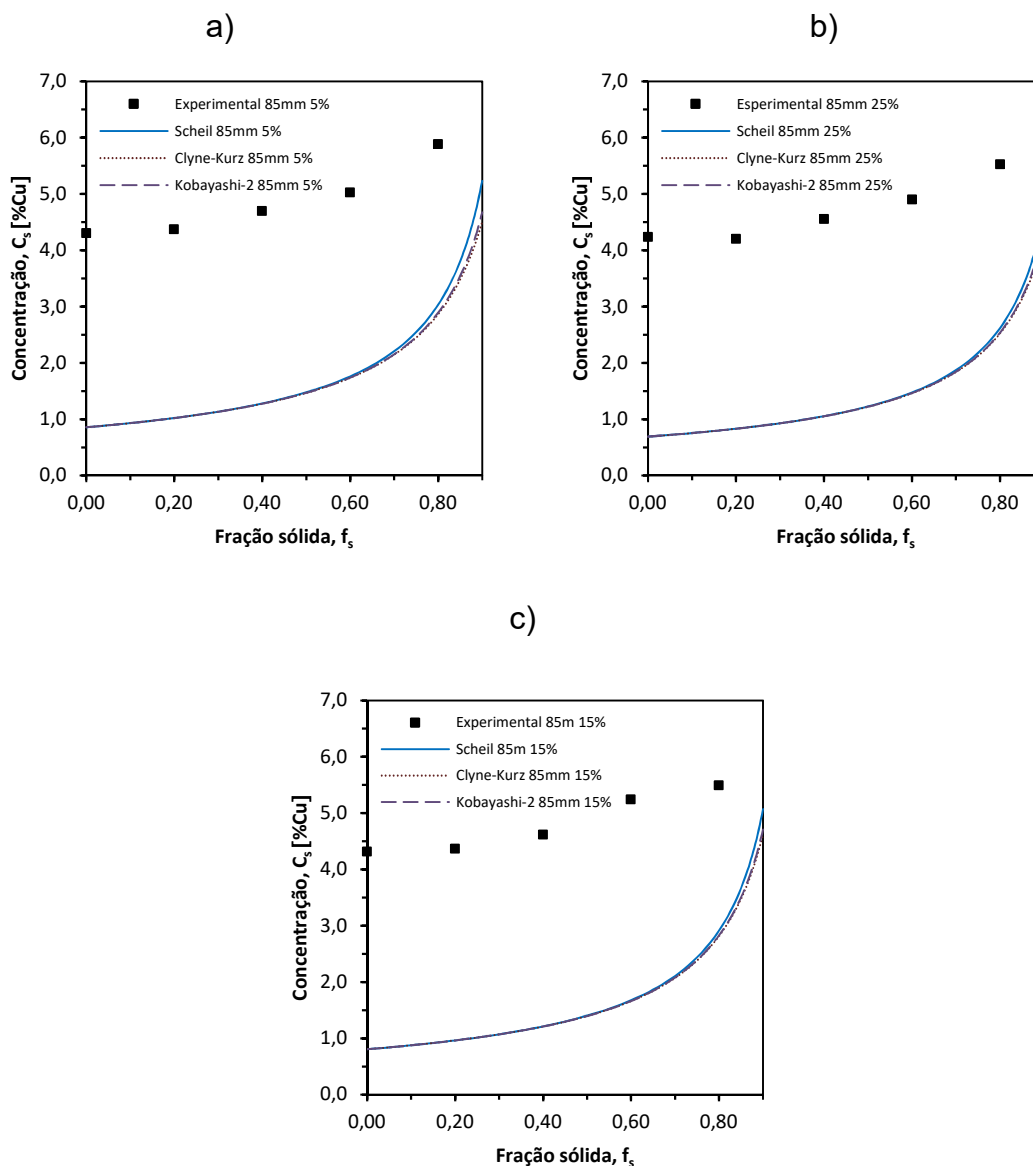 a)
7,0
6,0
5,0
4,0
3,0
2,0
1,0
0,0
Concentração, Cs [%Cu]
Experimental 85mm 5%
Scheil 85mm 5%
Clyne-Kurz 85mm 5%
Kobayashi-2 85mm 5%
0,00 0,20 0,40 0,60 0,80
Fração sólida, fs
b)
7,0
6,0
5,0
4,0
3,0
2,0
1,0
0,0
Concentração, Cs [%Cu]
Esperimental 85mm 25%
Scheil 85mm 25%
Clyne-Kurz 85mm 25%
Kobayashi-2 85mm 25%
0,00 0,20 0,40 0,60 0,80
Fração sólida, fs
c)
7,0
6,0
5,0
4,0
3,0
2,0
1,0
0,0
Concentração, Cs [%Cu]
Experimental 85m 15%
Scheil 85m 15%
Clyne-Kurz 85mm 15%
Kobayashi-2 85mm 15%
0,00 0,20 0,40 0,60 0,80
Fração sólida, fs